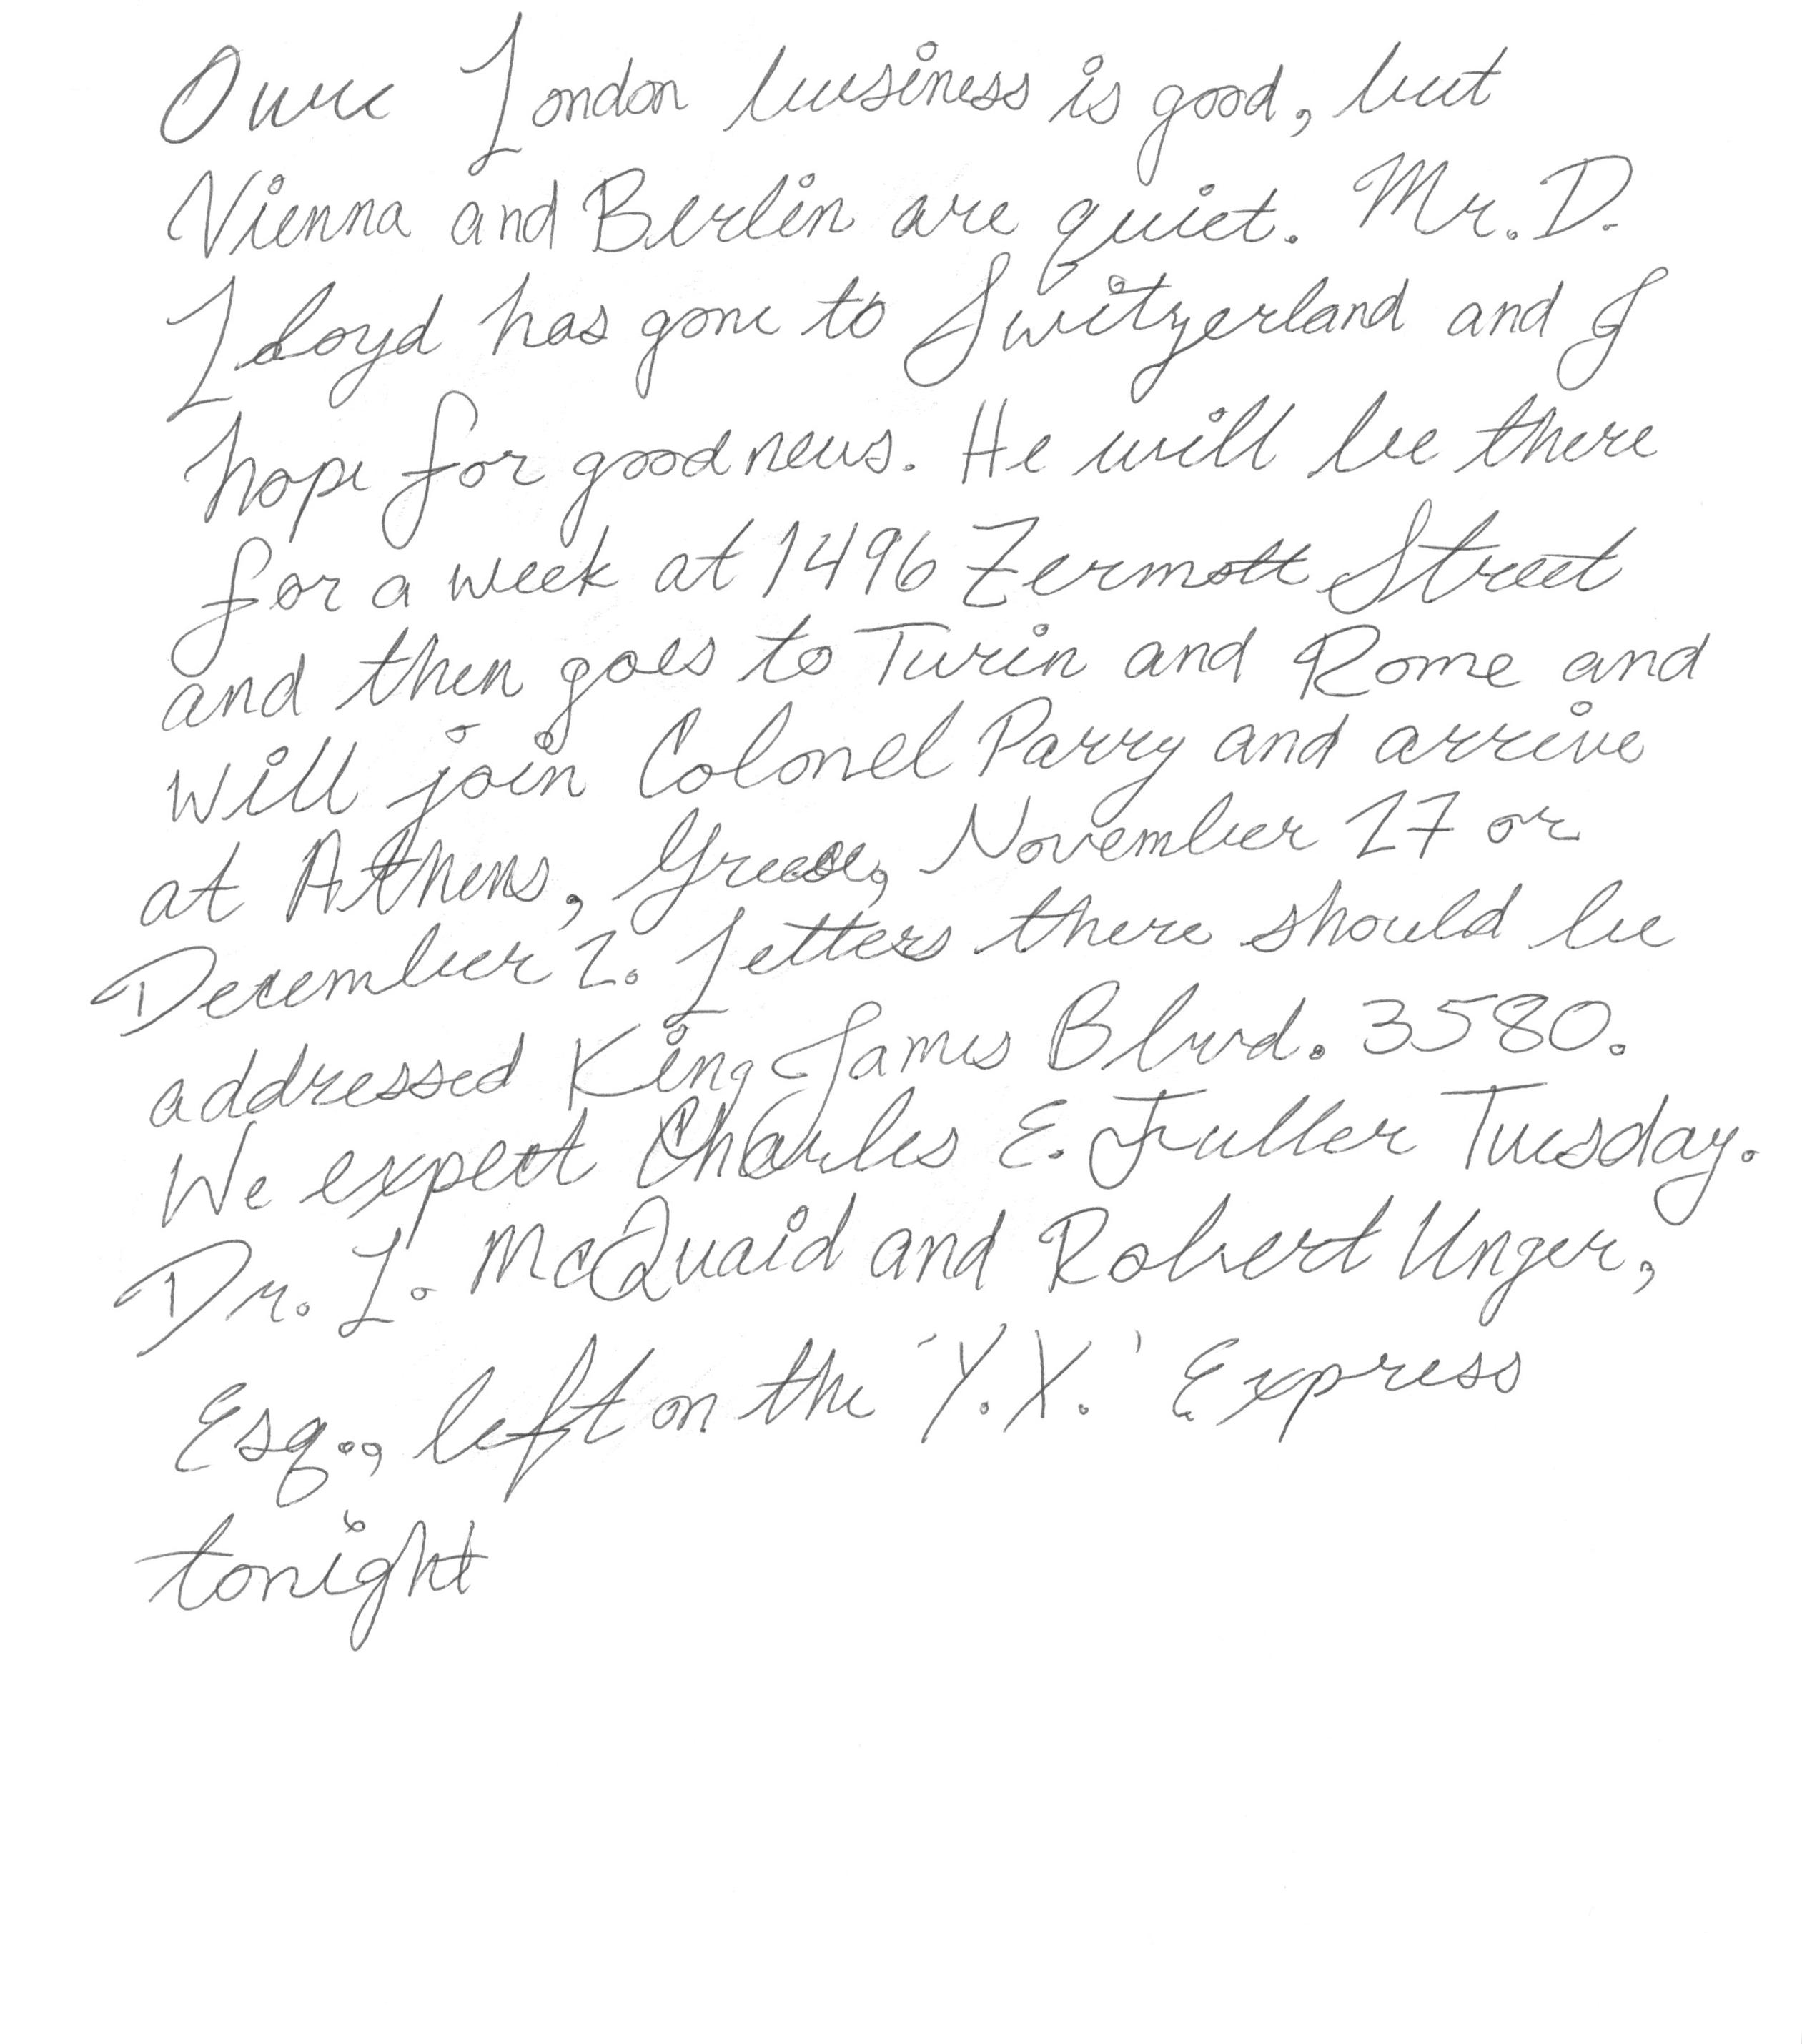 Our London business is good, but
Vienna and Berlin are quiet. Mr. D.
Lloyd has gone to Switzerland and I
hope for good news. He will be there
for a week at 1496 Zermott Street
and then goes to Turin and Rome and
will join Colonel Parry and arrive
at Athens, Greece, November 27 or
December 2. Letters there should be
addressed King James Blvd. 3580.
We expect Charles E. Fuller Tuesday.
Dr. L. McQuaid and Robert Unger,
Esq., left on the 'Y.X.' Express
tonight